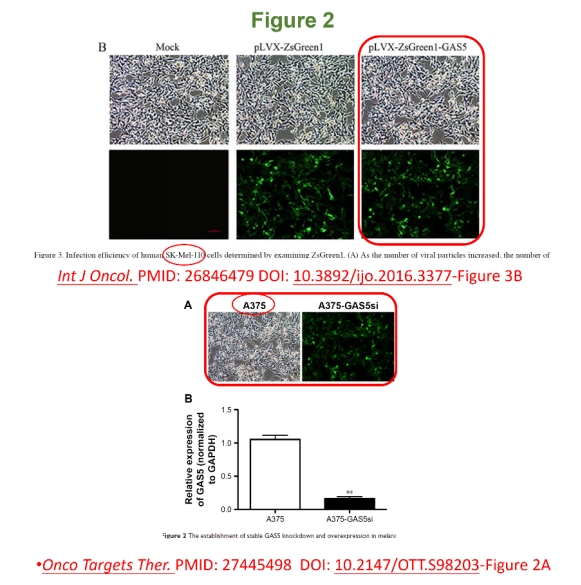 Figure 2
B Mock pLVX-ZsGreen1 pLVX-ZsGreen1-GAS5
Figure 3. Infection efficiency of human SK-Mel-110 cells determined by examining ZsGreen1. (A) As the number of viral particles increased, the number of
Int J Oncol. PMID: 26846479 DOI: 10.3892/ijo.2016.3377-Figure 3B
A A375 A375-GAS5si
B
Relative expression
of GAS5 (normalized
to GAPDH)
1.5
1.0
0.5
0.0
**
A375 A375-GAS5si
Figure 2 The establishment of stable GAS5 knockdown and overexpression in melanc
•Onco Targets Ther. PMID: 27445498 DOI: 10.2147/OTT.S98203-Figure 2A